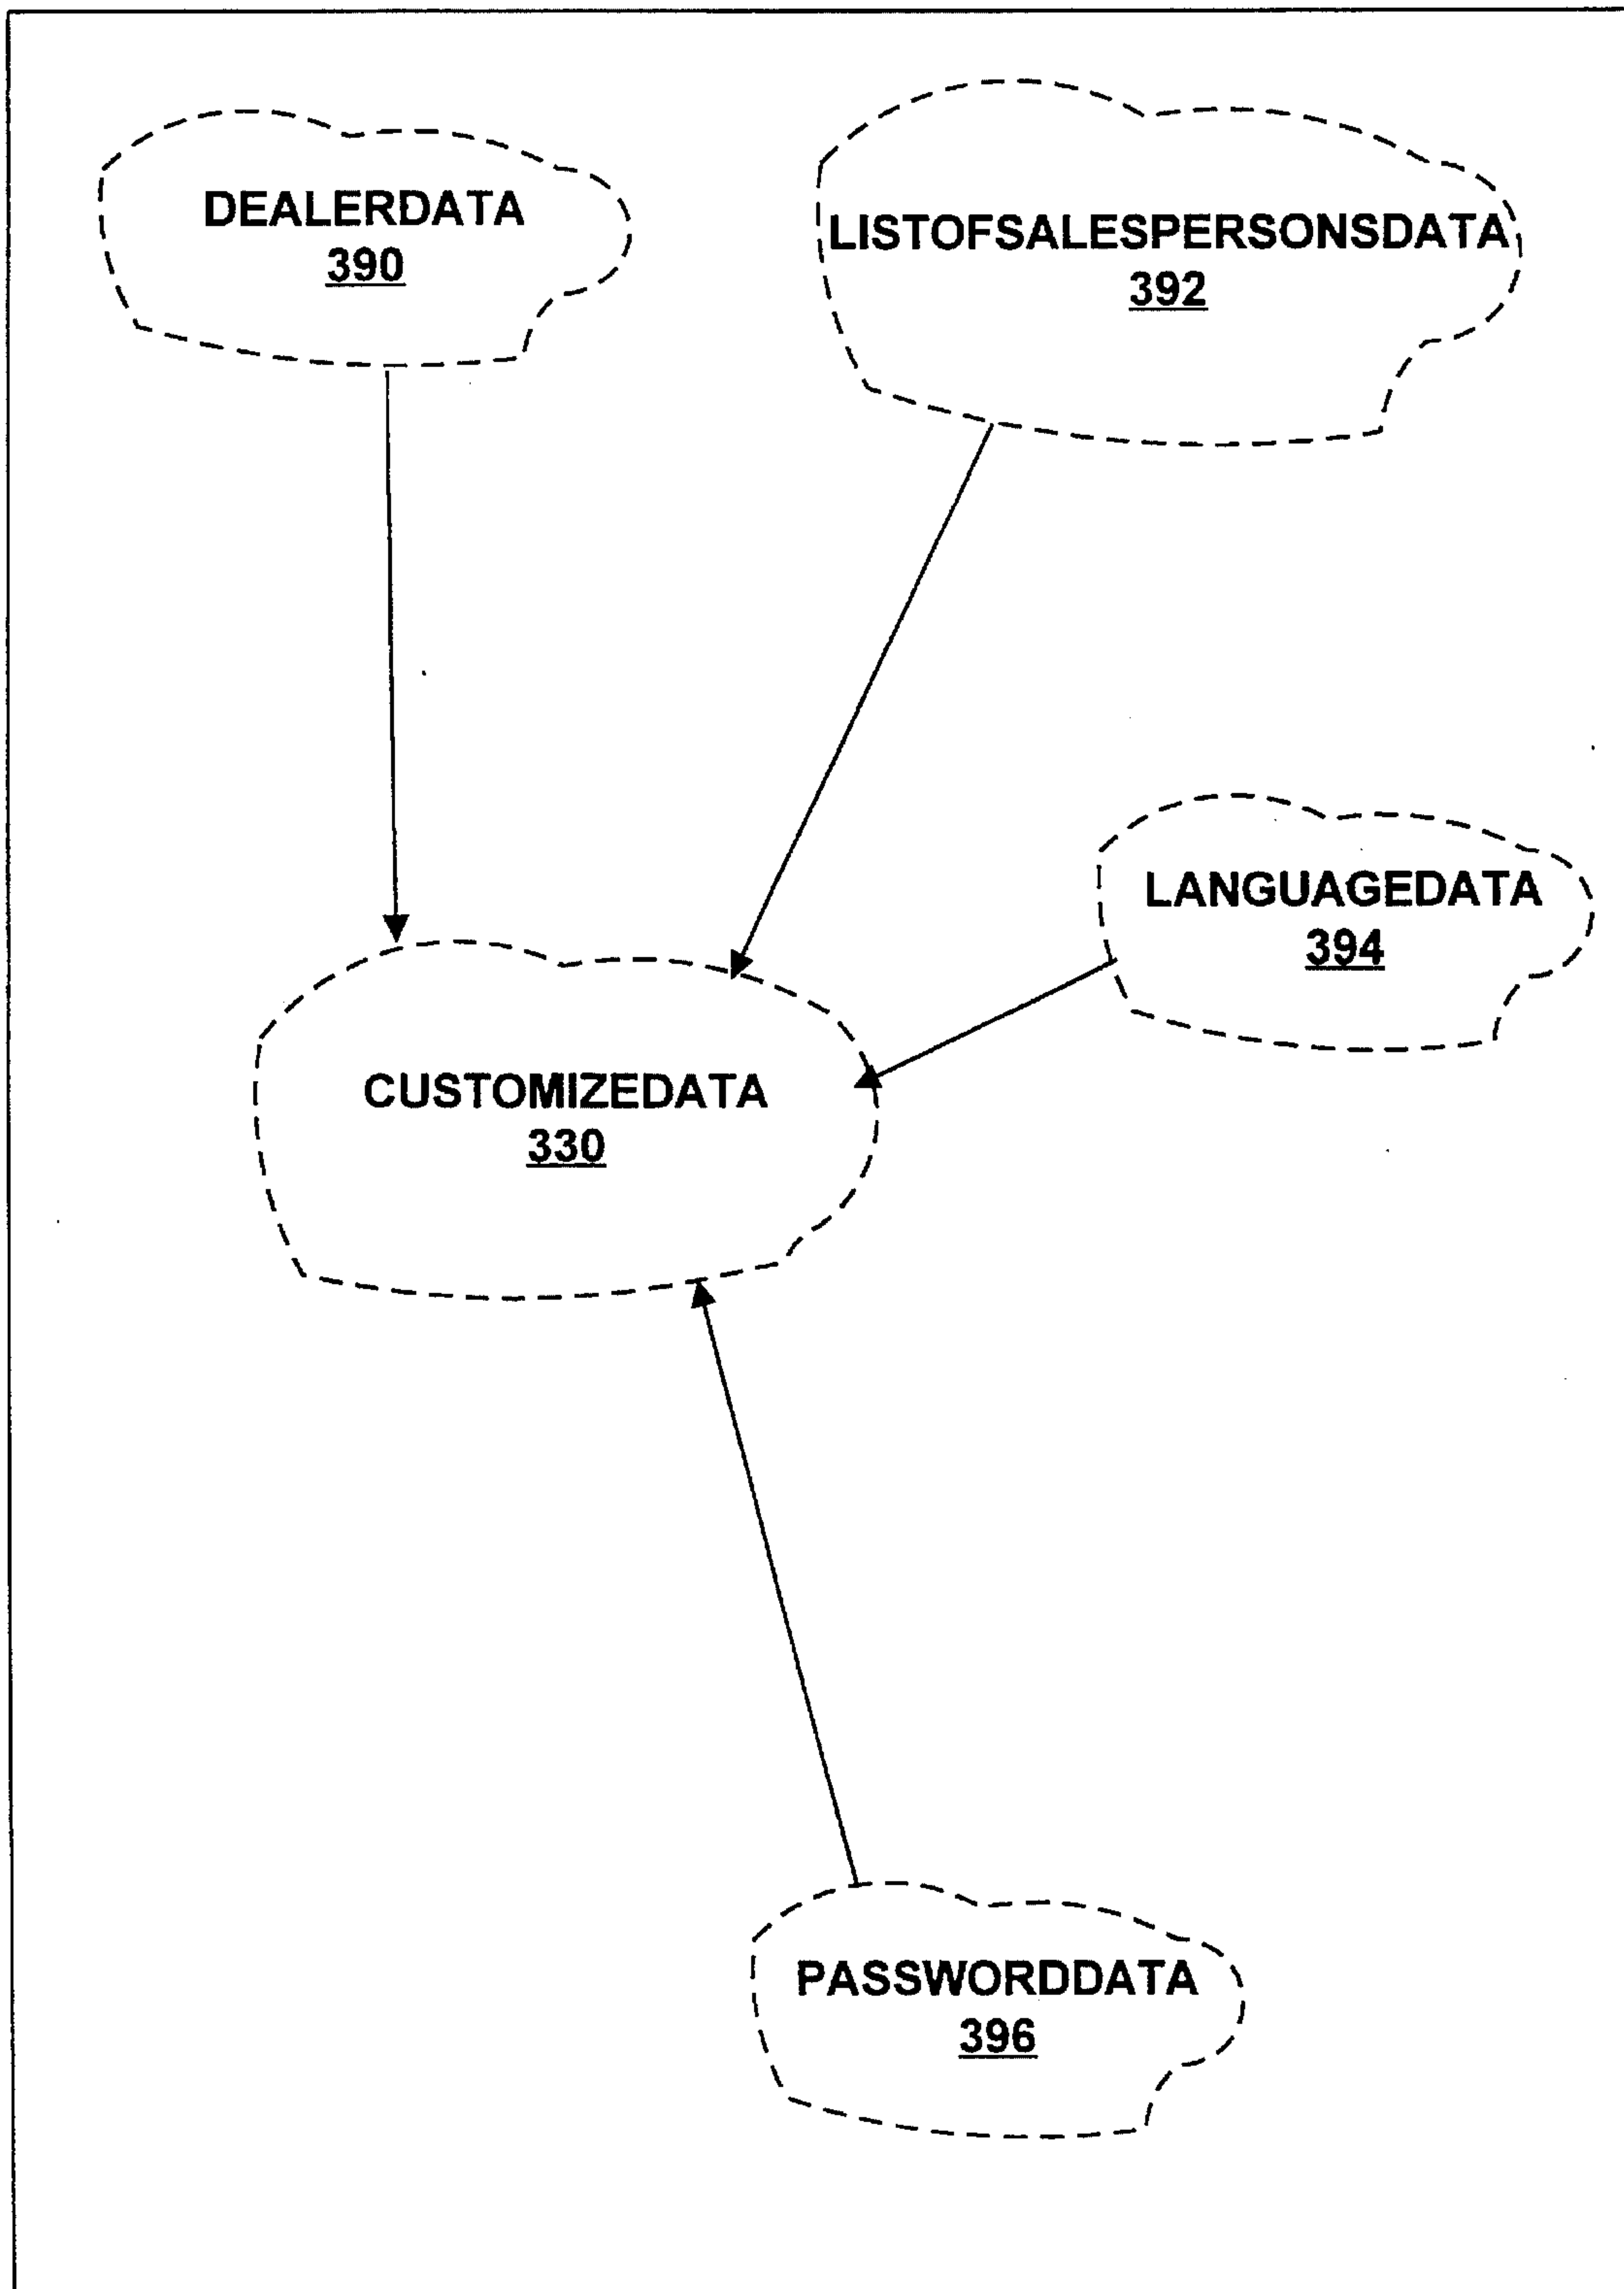 DEALERDATA
390
LISTOFSALESPERSONSDATA
392
LANGUAGEDATA
394
CUSTOMIZEDATA
330
PASSWORDDATA
396